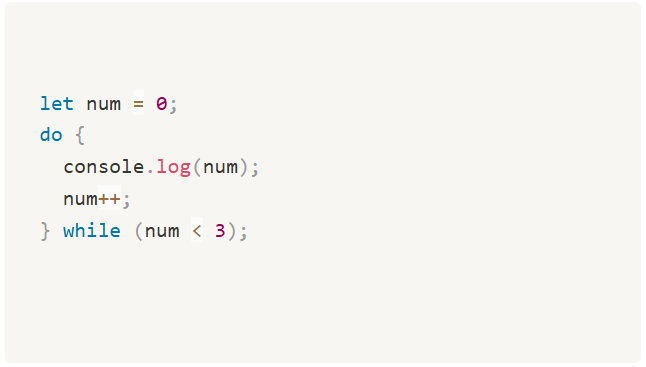 let num = 0;
do {
  console.log(num);
  num++;
} while (num < 3);